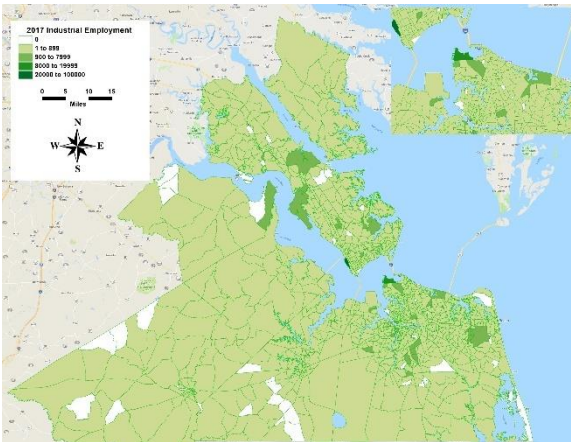 2017 Industrial Employment
0
1 to 899
900 to 7999
8000 to 19999
20000 to 100000
0 5 10 15
Miles
N
W E
S